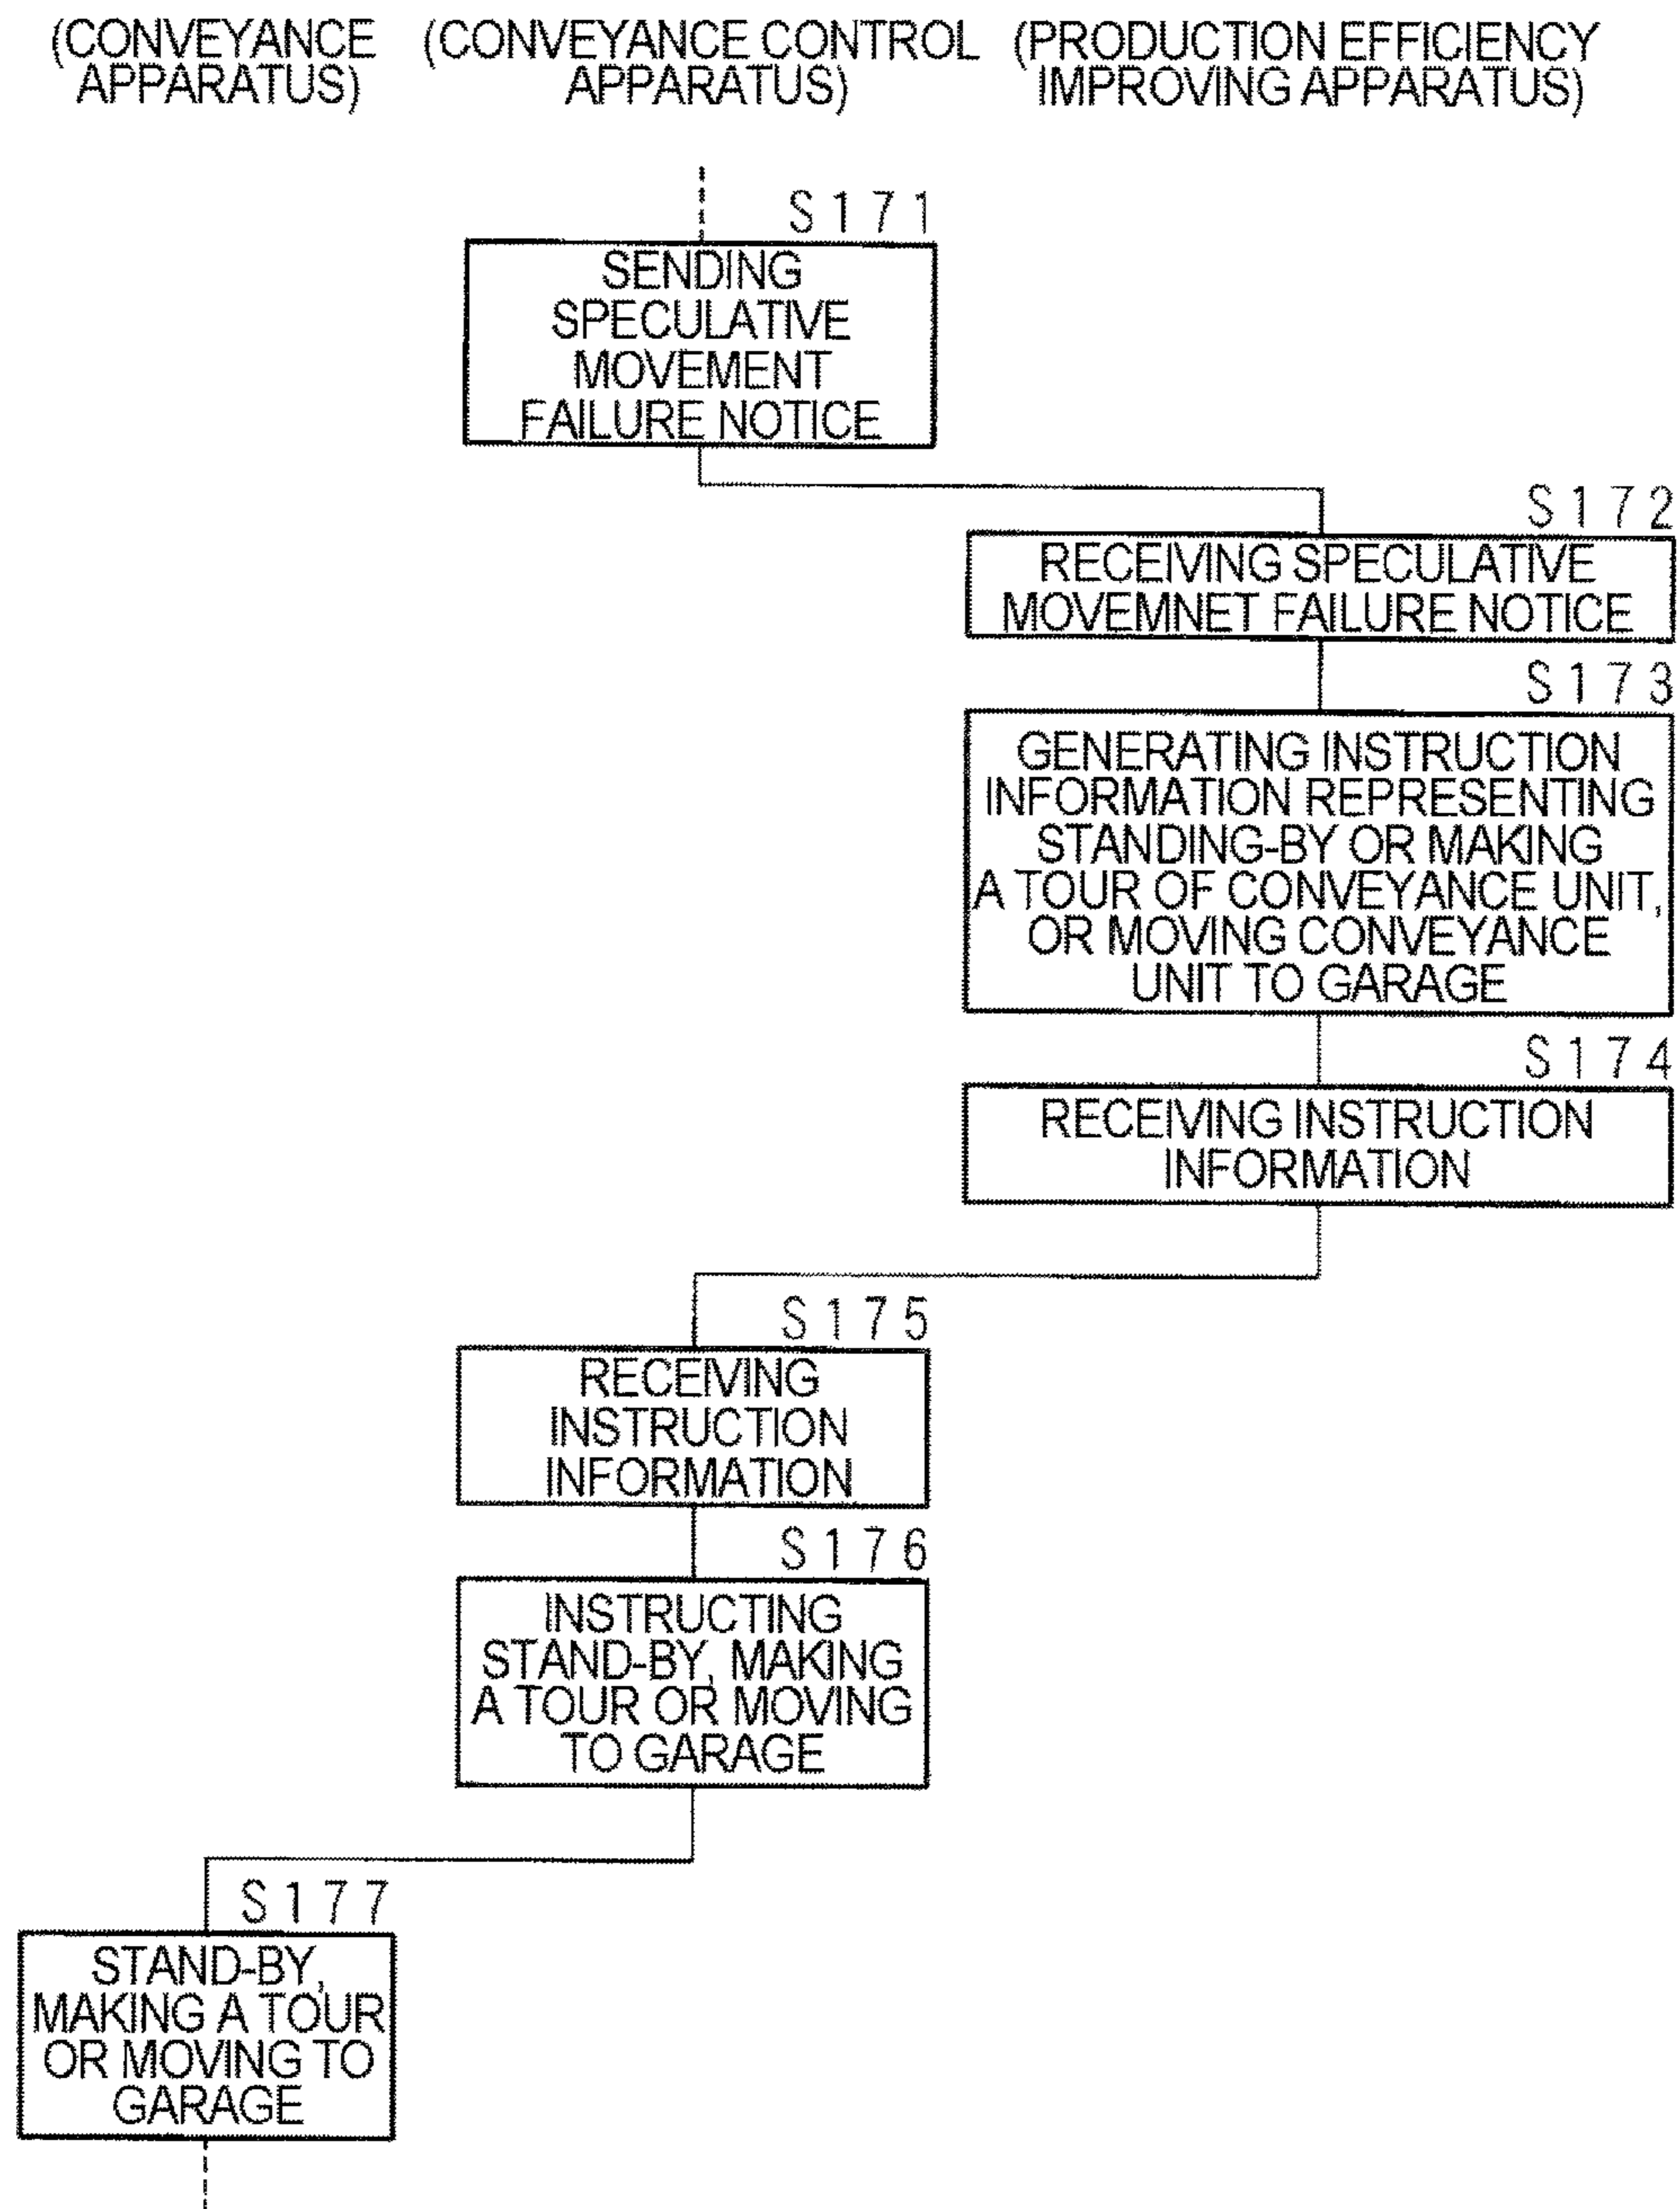 (CONVEYANCE APPARATUS)
(CONVEYANCE CONTROL APPARATUS)
(PRODUCTION EFFICIENCY IMPROVING APPARATUS)
S171
SENDING
SPECULATIVE
MOVEMENT
FAILURE NOTICE
S172
RECEIVING SPECULATIVE
MOVEMNET FAILURE NOTICE
S173
GENERATING INSTRUCTION
INFORMATION REPRESENTING
STANDING-BY OR MAKING
A TOUR OF CONVEYANCE UNIT,
OR MOVING CONVEYANCE
UNIT TO GARAGE
S174
RECEIVING INSTRUCTION
INFORMATION
S175
RECEIVING
INSTRUCTION
INFORMATION
S176
INSTRUCTING
STAND-BY, MAKING
A TOUR OR MOVING
TO GARAGE
S177
STAND-BY,
MAKING A TOUR
OR MOVING TO
GARAGE